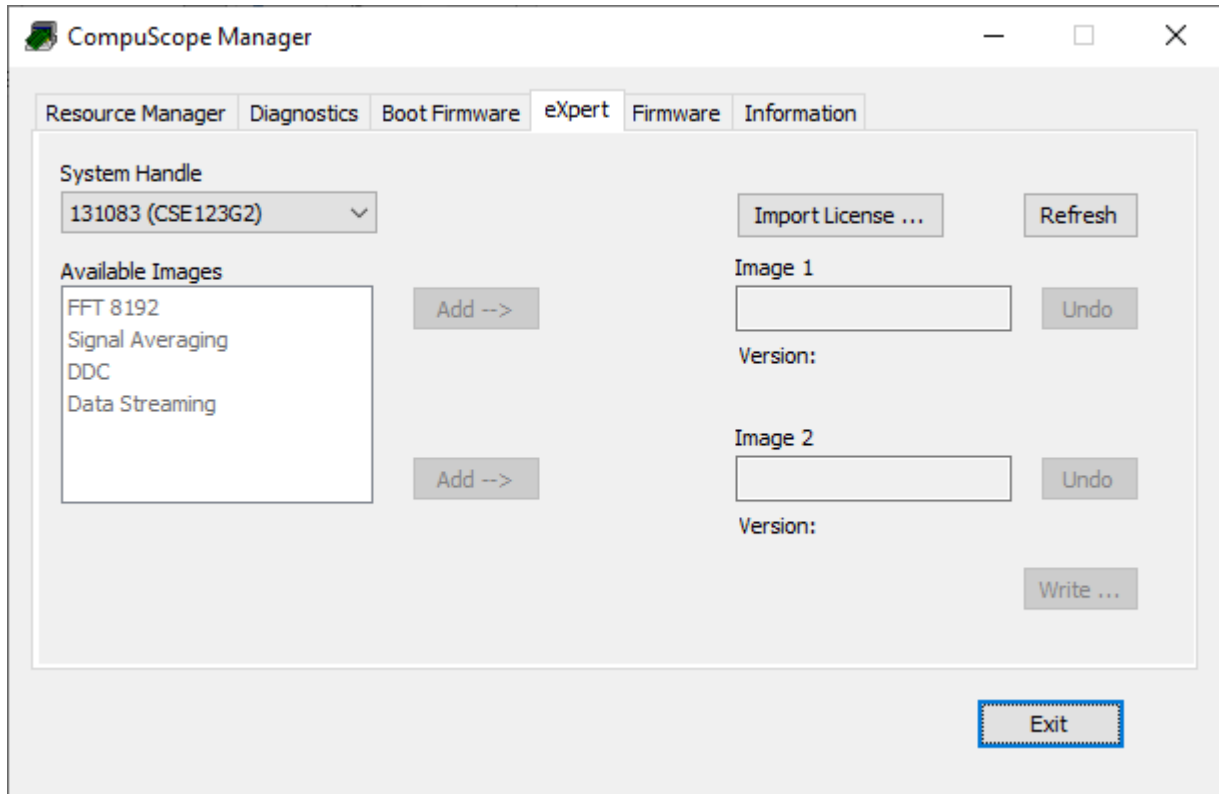 CompuScope Manager
Resource Manager Diagnostics Boot Firmware eXpert Firmware Information
System Handle
131083 (CSE123G2)
Import License ...
Refresh
Available Images
FFT 8192
Signal Averaging
DDC
Data Streaming
Add -->
Add -->
Image 1
Undo
Version:
Image 2
Undo
Version:
Write ...
Exit